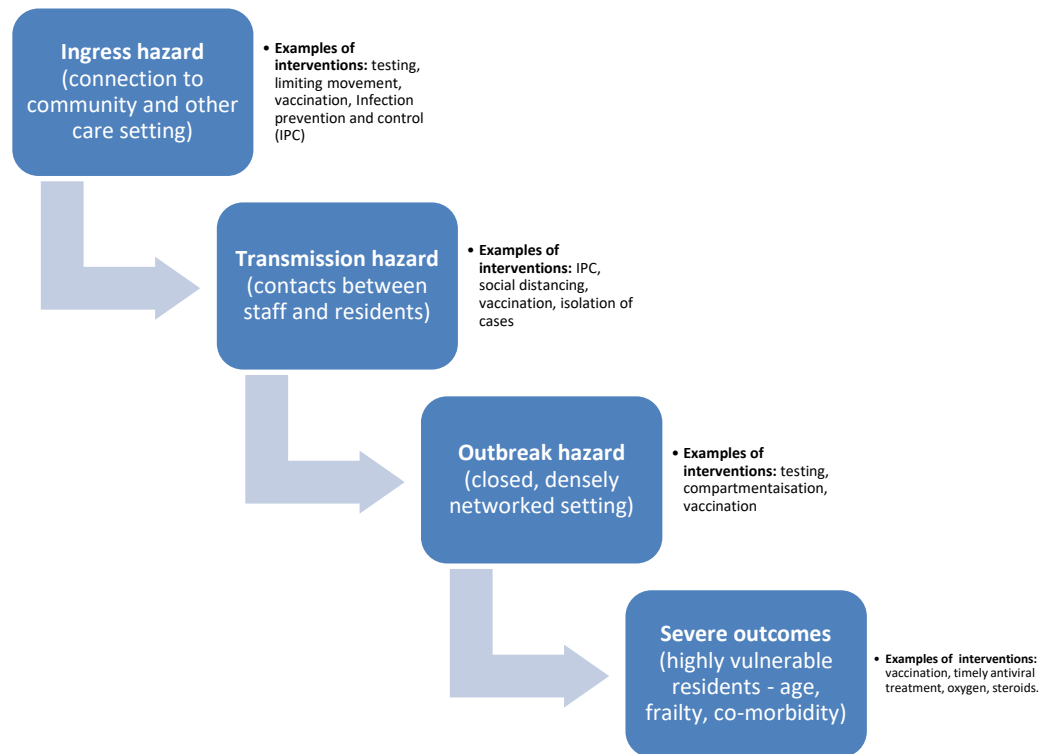 Ingress hazard
(connection to
community and other
care setting)
• Examples of
interventions: testing,
limiting movement,
vaccination, Infection
prevention and control
(IPC)
Transmission hazard
(contacts between
staff and residents)
• Examples of
interventions: IPC,
social distancing,
vaccination, isolation of
cases
Outbreak hazard
(closed, densely
networked setting)
• Examples of
interventions: testing,
compartmentaisation,
vaccination
Severe outcomes
(highly vulnerable
residents - age,
frailty, co-morbidity)
• Examples of interventions:
vaccination, timely antiviral
treatment, oxygen, steroids.